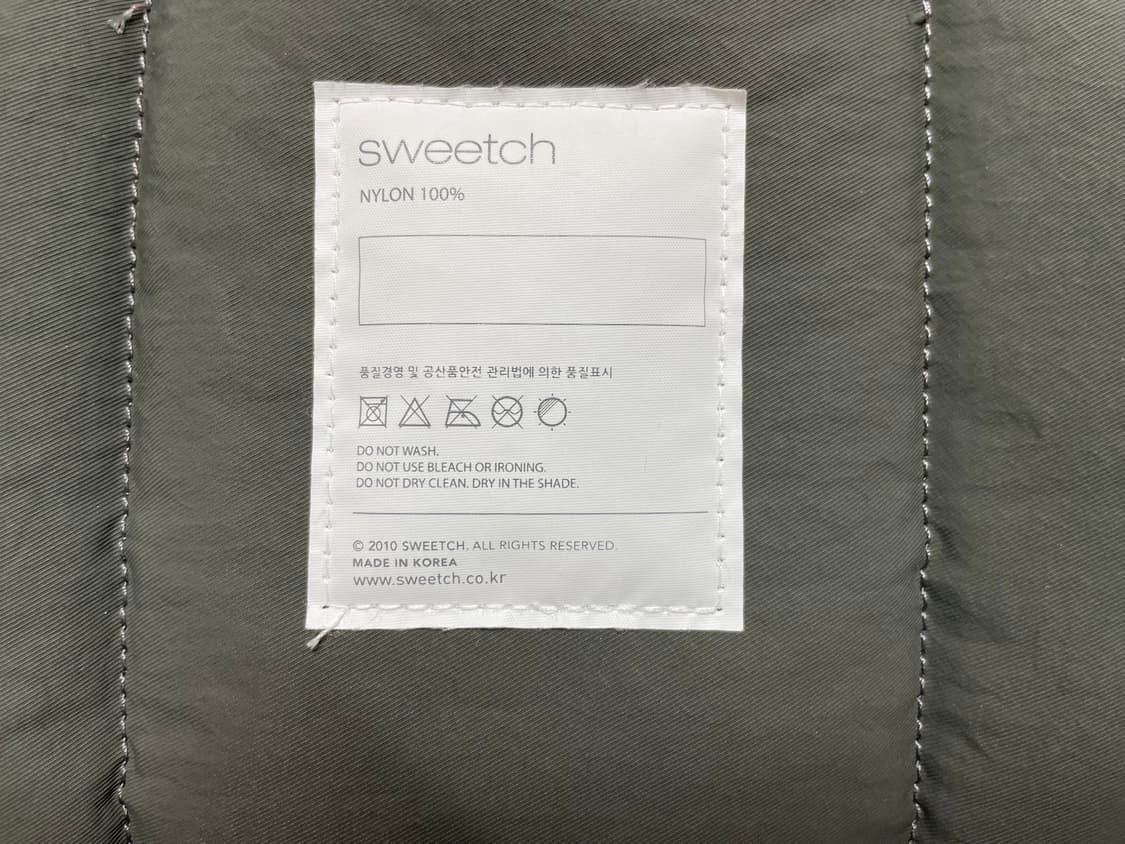 sweetch
NYLON 100%
품질경영 및 공산품안전 관리법에 의한 품질표시
DO NOT WASH.
DO NOT USE BLEACH OR IRONING.
DO NOT DRY CLEAN. DRY IN THE SHADE.
© 2010 SWEETCH. ALL RIGHTS RESERVED.
MADE IN KOREA
www.sweetch.co.kr